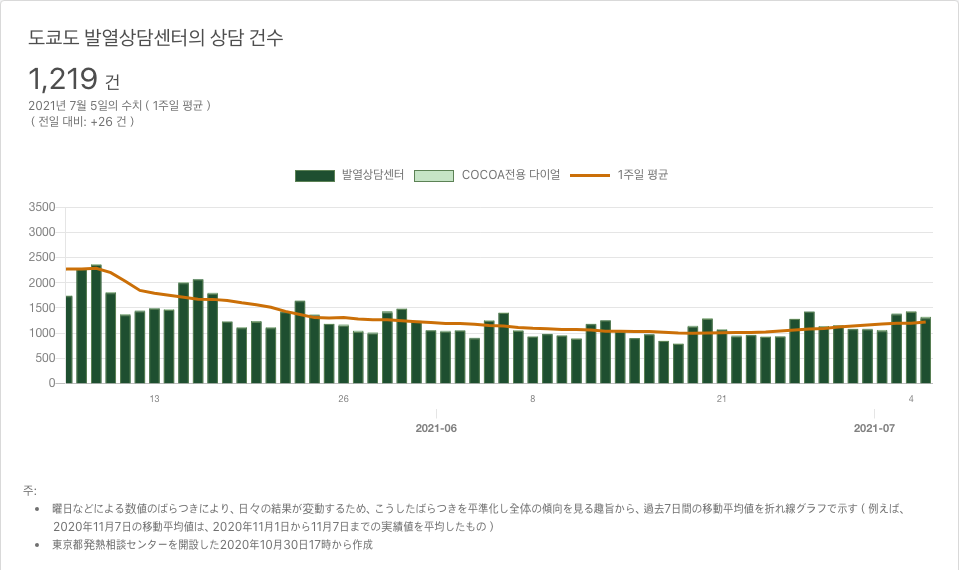 도쿄도 발열상담센터의 상담 건수
1,219 건
2021년 7월 5일의 수치 ( 1주일 평균 )
( 전일 대비: +26 건 )
발열상담센터 COCOA전용 다이얼 1주일 평균
3500
3000
2500
2000
1500
1000
500
0
13 26 8 21 4
2021-06 2021-07
주:
• 曜日などによる数値のばらつきにより、日々の結果が変動するため、こうしたばらつきを平準化し全体の傾向を見る趣旨から、過去7日間の移動平均値を折れ線グラフで示す ( 例えば、
2020年11月7日の移動平均値は、2020年11月1日から11月7日までの実績値を平均したもの )
• 東京都発熱相談センターを開設した2020年10月30日17時から作成